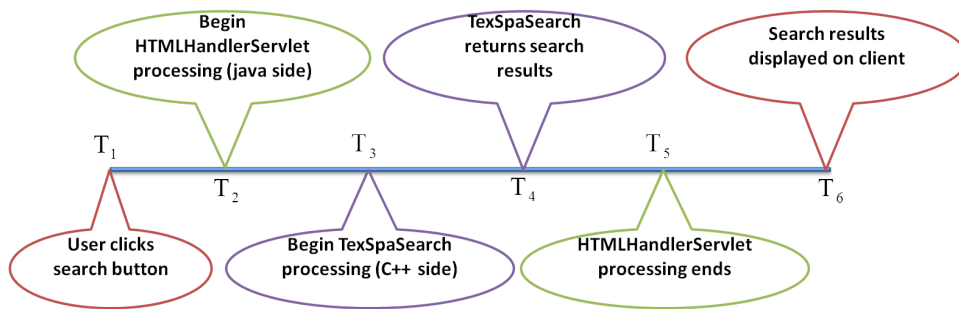 Begin
HTMLHandlerServlet
processing (java side)
TexSpaSearch
returns search
results
Search results
displayed on client
T1
T3
T5
T2
T4
T6
User clicks
search button
Begin TexSpaSearch
processing (C++ side)
HTMLHandlerServlet
processing ends